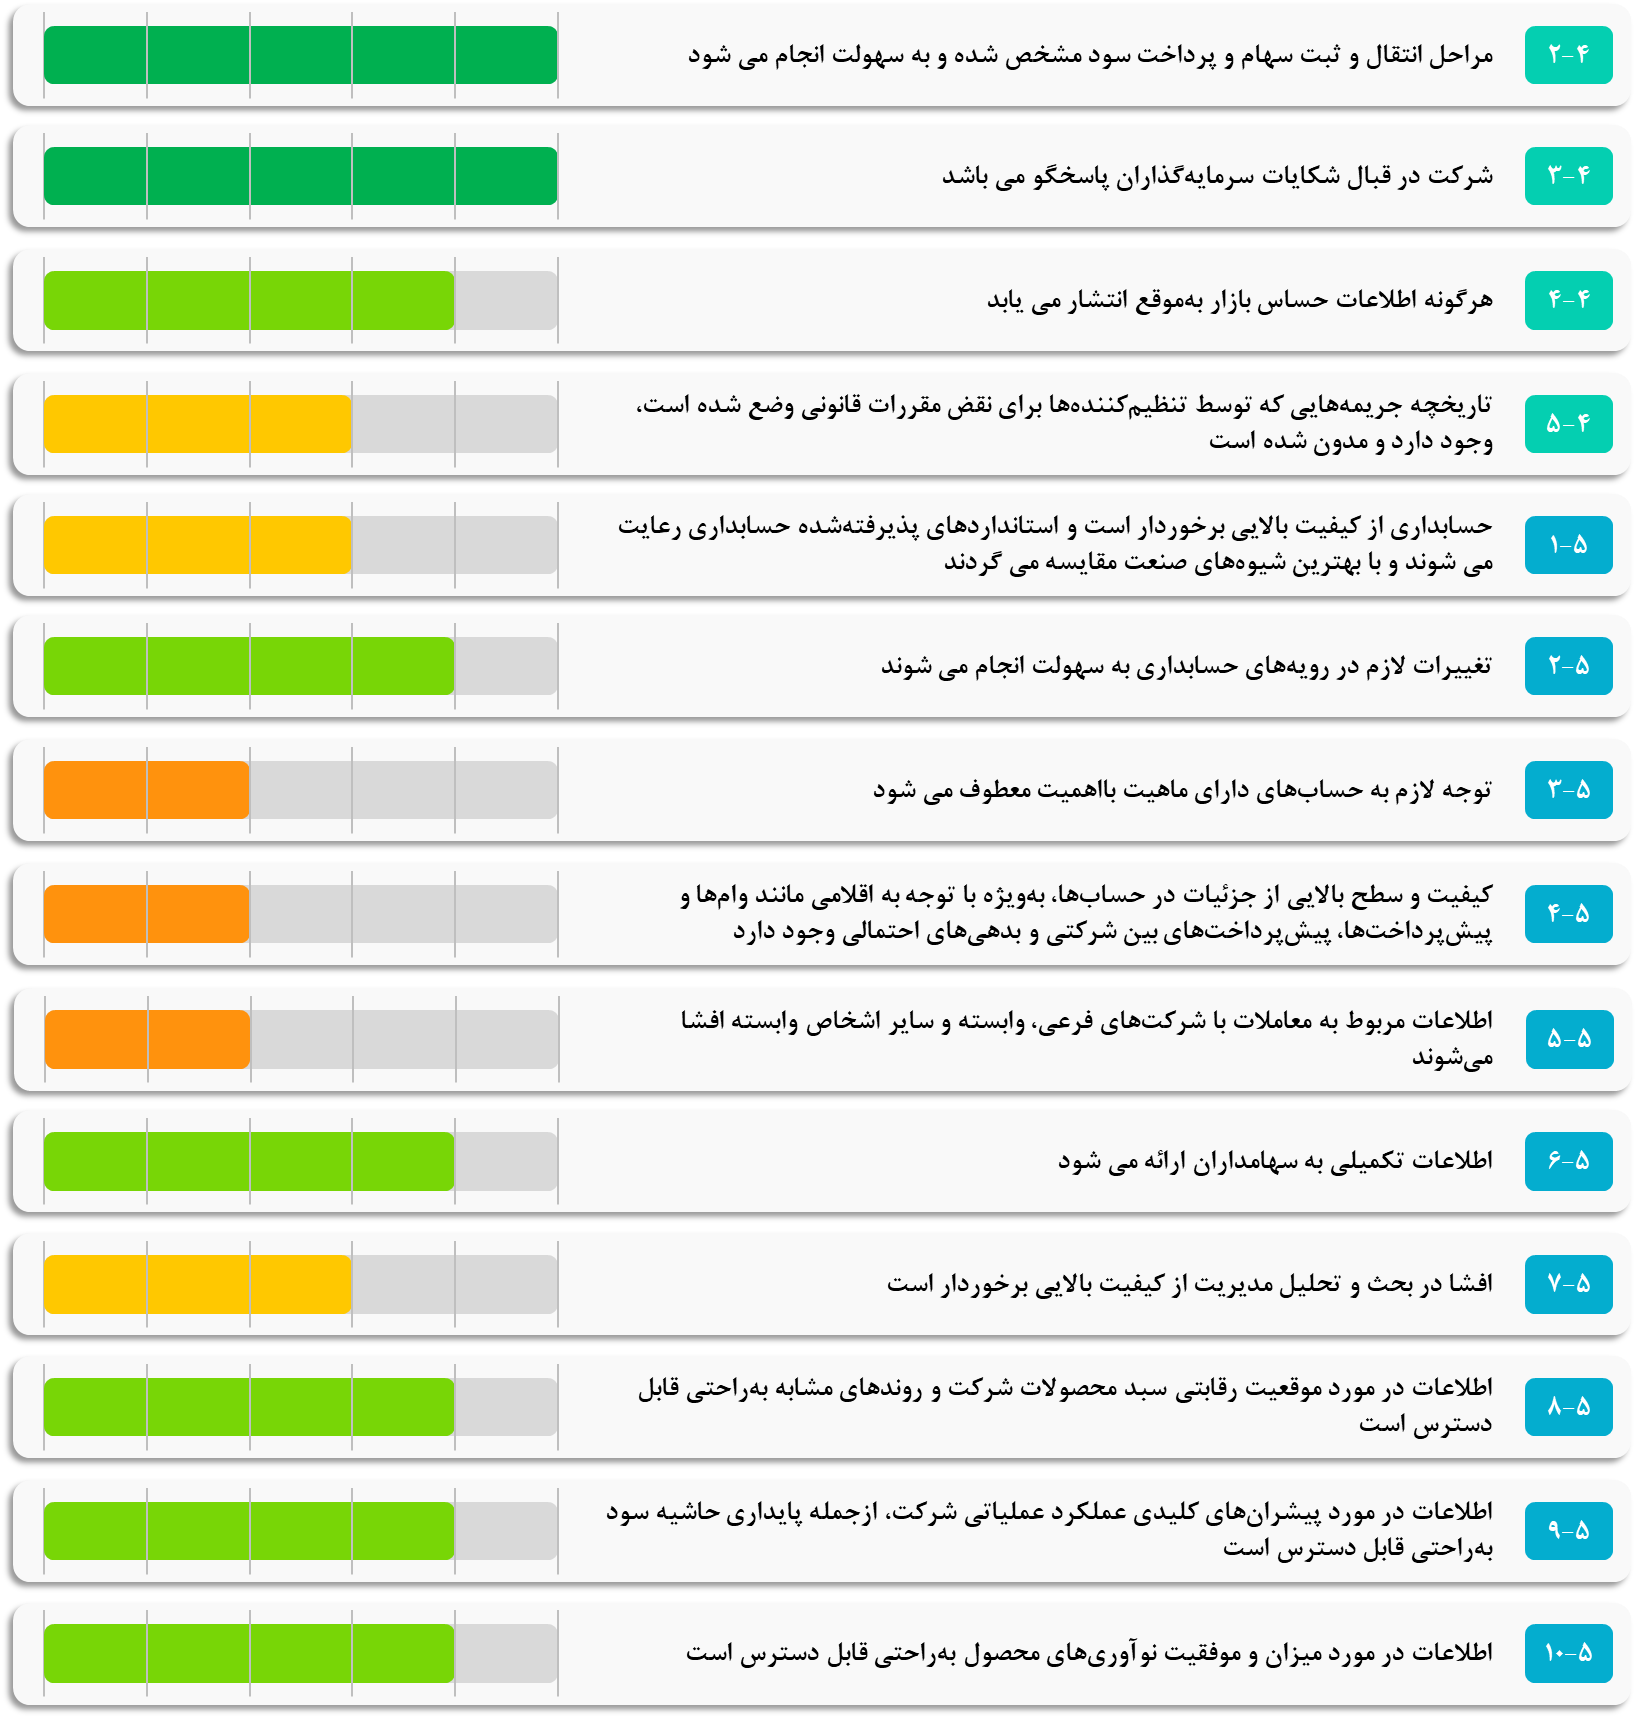 ۲-۴
مراحل انتقال و ثبت سهام و پرداخت سود مشخص شده و به سهولت انجام می شود
۳-۴
شرکت در قبال شکایات سرمایه‌گذاران پاسخگو می باشد
۴-۴
هرگونه اطلاعات حساس بازار به‌موقع انتشار می یابد
۵-۴
تاریخچه جریمه‌هایی که توسط تنظیم‌کننده‌ها برای نقض مقررات قانونی وضع شده است،
وجود دارد و مدون شده است
۱-۵
حسابداری از کیفیت بالایی برخوردار است و استانداردهای پذیرفته‌شده حسابداری رعایت
می شوند و با بهترین شیوه‌های صنعت مقایسه می گردند
۲-۵
تغییرات لازم در رویه‌های حسابداری به سهولت انجام می شوند
۳-۵
توجه لازم به حساب‌های دارای ماهیت بااهمیت معطوف می شود
۴-۵
کیفیت و سطح بالایی از جزئیات در حساب‌ها، به‌ویژه با توجه به اقلامی مانند وام‌ها و
پیش‌پرداخت‌ها، پیش‌پرداخت‌های بین شرکتی و بدهی‌های احتمالی وجود دارد
۵-۵
اطلاعات مربوط به معاملات با شرکت‌های فرعی، وابسته و سایر اشخاص وابسته افشا
می‌شوند
۶-۵
اطلاعات تکمیلی به سهامداران ارائه می شود
۷-۵
افشا در بحث و تحلیل مدیریت از کیفیت بالایی برخوردار است
۸-۵
اطلاعات در مورد موقعیت رقابتی سبد محصولات شرکت و روندهای مشابه به‌راحتی قابل
دسترس است
۹-۵
اطلاعات در مورد پیشران‌های کلیدی عملکرد عملیاتی شرکت، ازجمله پایداری حاشیه سود
به‌راحتی قابل دسترس است
۱۰-۵
اطلاعات در مورد میزان و موفقیت نوآوری‌های محصول به‌راحتی قابل دسترس است